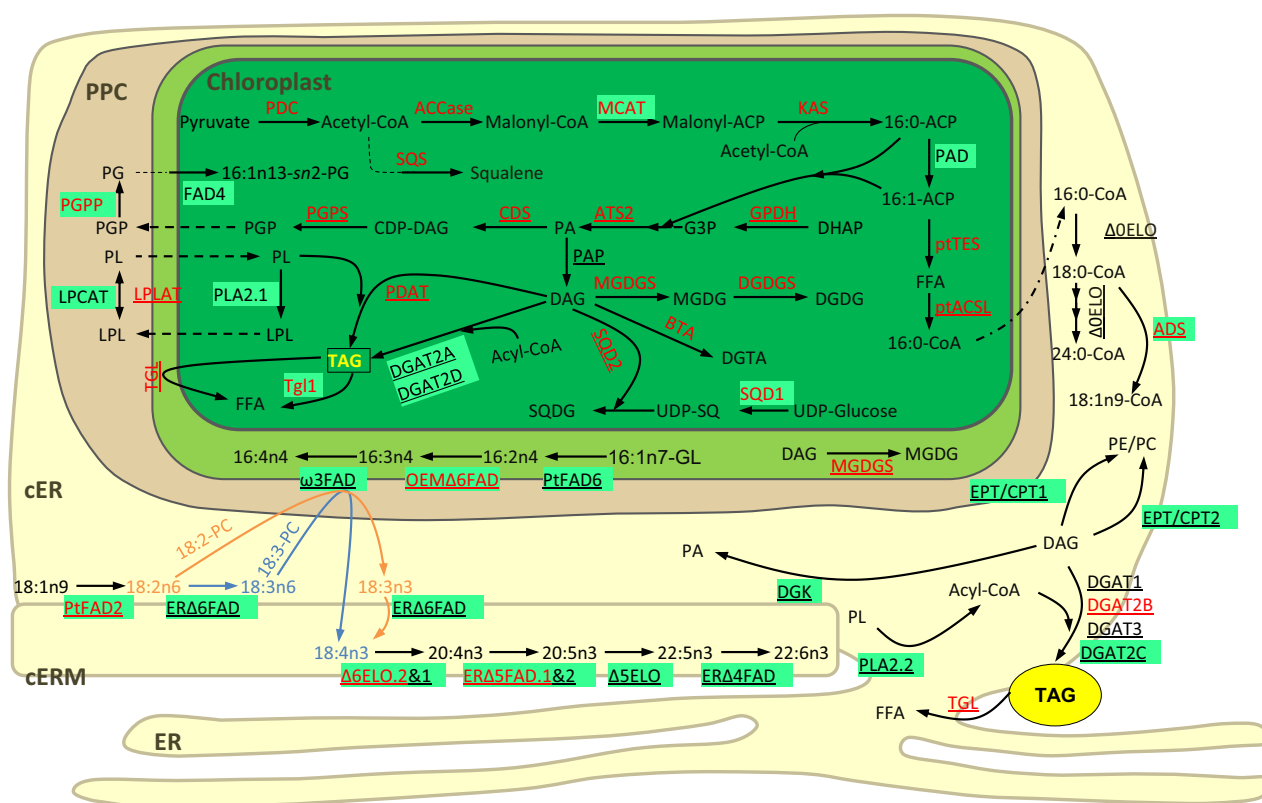 Chloroplast
PPC
PDC
ACCase
MCAT
KAS
Pyruvate
Acetyl-CoA
Malonyl-CoA
Malonyl-ACP
16:0-ACP
Acetyl-CoA
PAD
SQS
PG
16:1n13-sn2-PG
Squalene
FAD4
16:1-ACP
16:0-CoA
PGPP
PGPS
CDS
ATS2
GPDH
Δ0ELO
PGP
PGP
CDP-DAG
PA
G3P
DHAP
ptTES
PL
PL
PAP
18:0-CoA
LPCAT
LPLAT
PLA2.1
PDAT
MGDGS
DGDGS
FFA
DAG
MGDG
DGDG
ptACSL
Δ0ELO
LPL
LPL
BTA
ADS
SQD2
16:0-CoA
24:0-CoA
TAG
Acyl-CoA
DGTA
DGAT2A
DGAT2D
TGL
Tgl1
SQD1
18:1n9-CoA
FFA
SQDG
UDP-SQ
UDP-Glucose
PE/PC
16:4n4
16:3n4
16:2n4
16:1n7-GL
DAG
MGDG
MGDGS
ω3FAD
OEMΔ6FAD
PtFAD6
cER
EPT/CPT1
EPT/CPT2
18:2-PC
18:3-PC
DAG
PA
18:1n9
18:2n6
18:3n6
18:3n3
DGK
Acyl-CoA
DGAT1
PtFAD2
ERΔ6FAD
ERΔ6FAD
DGAT2B
PL
DGAT3
18:4n3
20:4n3
20:5n3
22:5n3
22:6n3
DGAT2C
PLA2.2
cERM
Δ6ELO.2&1
ERΔ5FAD.1&2
Δ5ELO
ERΔ4FAD
TAG
TGL
FFA
ER